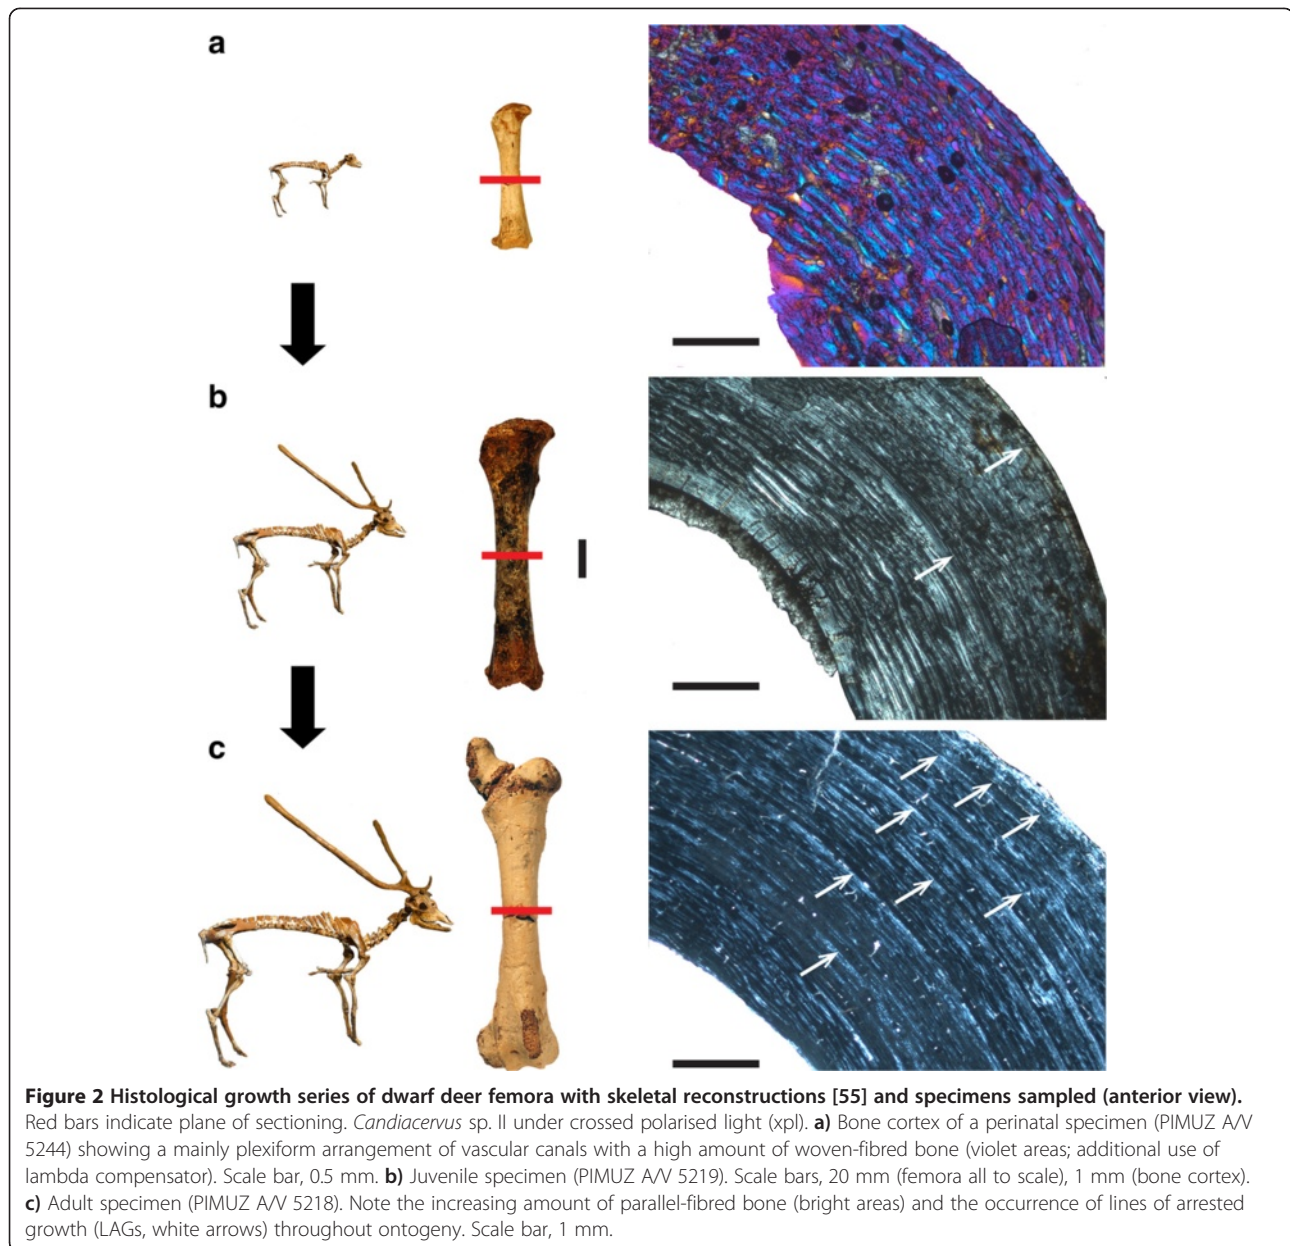 a
b
c
Figure 2 Histological growth series of dwarf deer femora with skeletal reconstructions [55] and specimens sampled (anterior view).
Red bars indicate plane of sectioning. Candiacervus sp. II under crossed polarised light (xpl). a) Bone cortex of a perinatal specimen (PIMUZ A/V
5244) showing a mainly plexiform arrangement of vascular canals with a high amount of woven-fibred bone (violet areas; additional use of
lambda compensator). Scale bar, 0.5 mm. b) Juvenile specimen (PIMUZ A/V 5219). Scale bars, 20 mm (femora all to scale), 1 mm (bone cortex).
c) Adult specimen (PIMUZ A/V 5218). Note the increasing amount of parallel-fibred bone (bright areas) and the occurrence of lines of arrested
growth (LAGs, white arrows) throughout ontogeny. Scale bar, 1 mm.